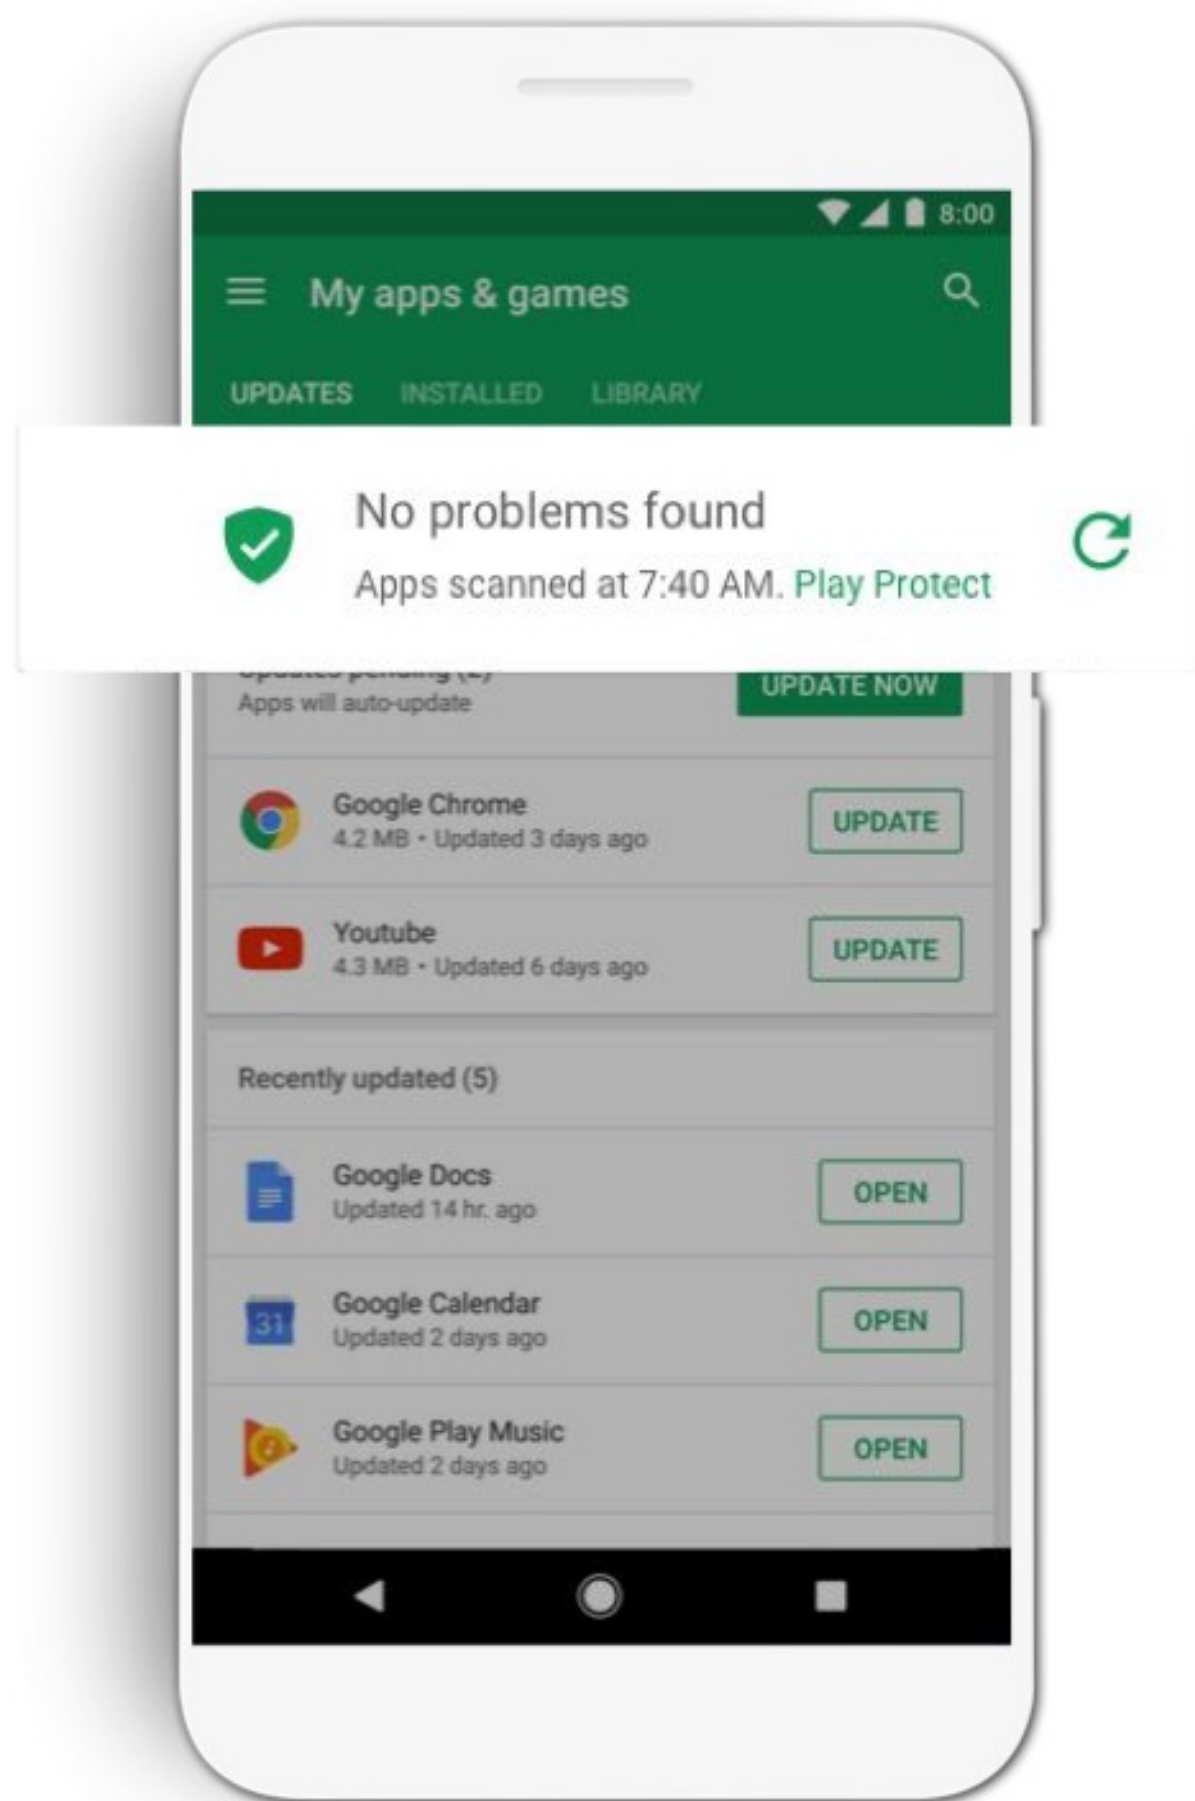 8:00
My apps & games
UPDATES INSTALLED LIBRARY
No problems found
Apps scanned at 7:40 AM. Play Protect
Updates pending (2)
UPDATE NOW
Apps will auto-update
Google Chrome
4.2 MB • Updated 3 days ago
UPDATE
Youtube
4.3 MB • Updated 6 days ago
UPDATE
Recently updated (5)
Google Docs
Updated 14 hr. ago
OPEN
31
Google Calendar
Updated 2 days ago
OPEN
Google Play Music
Updated 2 days ago
OPEN